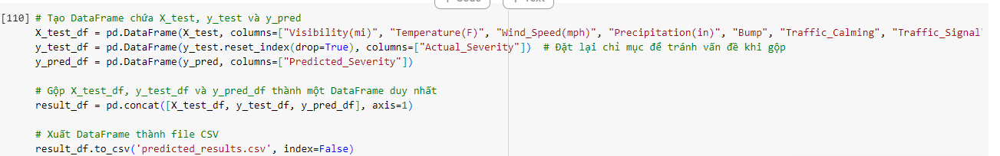 [110] # Tạo DataFrame chứa X_test, y_test và y_pred
X_test_df = pd.DataFrame(X_test, columns=["Visibility(mi)", "Temperature(F)", "Wind_Speed(mph)", "Precipitation(in)", "Bump", "Traffic_Calming", "Traffic_Signal"
y_test_df = pd.DataFrame(y_test.reset_index(drop=True), columns=["Actual_Severity"])  # Đặt lại chỉ mục để tránh vấn đề khi gộp
y_pred_df = pd.DataFrame(y_pred, columns=["Predicted_Severity"])
# Gộp X_test_df, y_test_df và y_pred_df thành một DataFrame duy nhất
result_df = pd.concat([X_test_df, y_test_df, y_pred_df], axis=1)
# Xuất DataFrame thành file CSV
result_df.to_csv('predicted_results.csv', index=False)